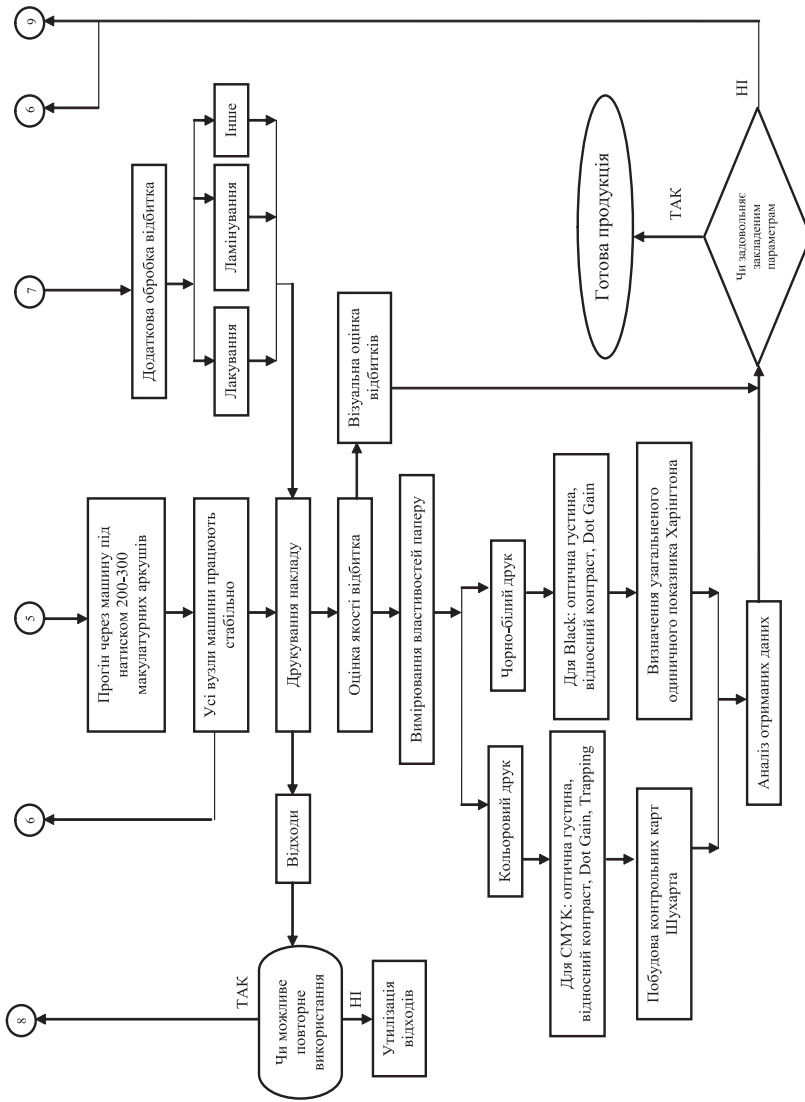 8
6
5
7
6
9
Прогін через машину під
натиском 200-300
макулатурних аркушів
Додаткова обробка відбитка
Усі вузли машини працюють
стабільно
Лакування
Ламінування
Інше
ТАК
Чи можливе
повторне
використання
НІ
Відходи
Друкування накладу
Утилізація
відходів
Оцінка якості відбитка
Візуальна оцінка
відбитків
Вимірювання властивостей паперу
Кольоровий друк
Чорно-білий друк
Для CMYK: оптична густина,
відносний контраст, Dot Gain, Trapping
Для Black: оптична густина,
відносний контраст, Dot Gain
Побудова контрольних карт
Шухарта
Визначення узагальненого
одиничного показника Харінгтона
Аналіз отриманих даних
Готова продукція
ТАК
Чи задовольняє
закладеним
параметрам
НІ